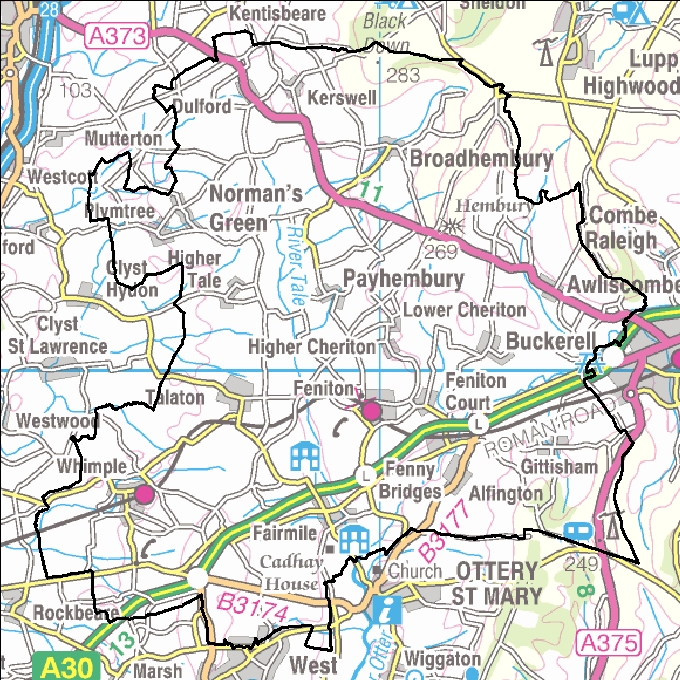 28
Kentisbeare
Sheldon
A373
Black
Down
Lupp
Highwood
103
283
Dulford
Kerswell
Mutterton
Broadhembury
Westcot
Norman's
Green
11
Hembury
Plymtree
Combe
Raleigh
ford
River Tale
269
Clyst
Hydon
Higher
Tale
Payhembury
Awliscombe
Lower Cheriton
Clyst
St Lawrence
Higher Cheriton
Buckerell
Feniton
Feniton
Court
Talaton
Westwood
L
ROMAN ROAD
Whimple
L
Fenny
Bridges
Gittisham
Alfington
Fairmile
B3177
Cadhay
House
Church
OTTERY
ST MARY
249
8
Rockbeare
B3174
i
13
A375
A30
Marsh
West
Otter
Wiggaton